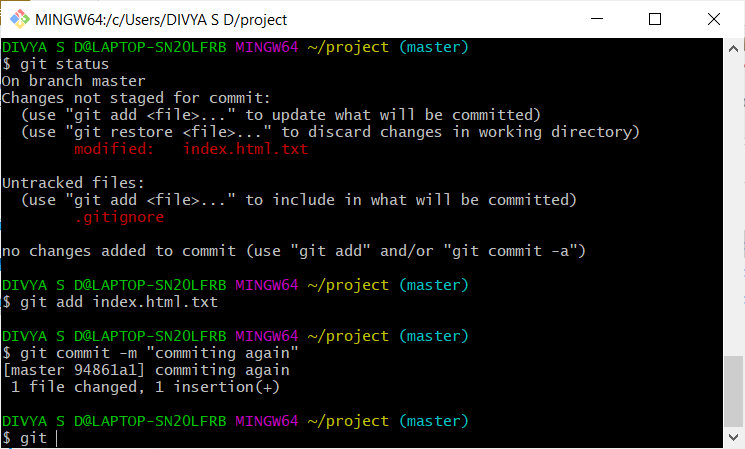 MINGW64:/c/Users/DIVYA S D/project
DIVYA S D@LAPTOP-SN2OLFRB MINGW64 ~/project (master)
$ git status
On branch master
Changes not staged for commit:
  (use "git add <file>..." to update what will be committed)
  (use "git restore <file>..." to discard changes in working directory)
        modified:   index.html.txt

Untracked files:
  (use "git add <file>..." to include in what will be committed)
        .gitignore

no changes added to commit (use "git add" and/or "git commit -a")

DIVYA S D@LAPTOP-SN2OLFRB MINGW64 ~/project (master)
$ git add index.html.txt

DIVYA S D@LAPTOP-SN2OLFRB MINGW64 ~/project (master)
$ git commit -m "commiting again"
[master 94861a1] commiting again
 1 file changed, 1 insertion(+)

DIVYA S D@LAPTOP-SN2OLFRB MINGW64 ~/project (master)
$ git